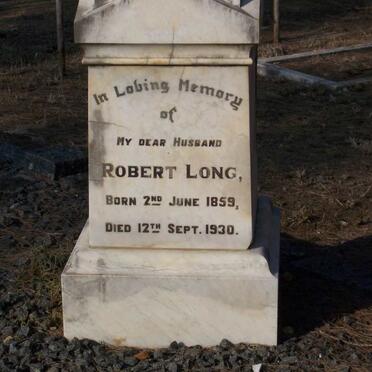 In Loving Memory
of
MY DEAR HUSBAND
ROBERT LONG,
BORN 2ND JUNE 1859,
DIED 12TH SEPT. 1930.